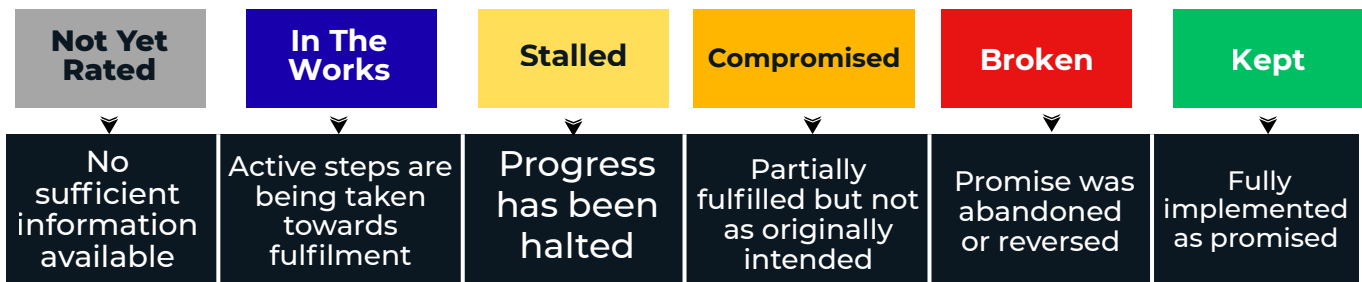 Not Yet
Rated
In The
Works
Stalled
Compromised
Broken
Kept
No
sufficient
information
available
Active steps are
being taken
towards
fulfilment
Progress
has been
halted
Partially
fulfilled but not
as originally
intended
Promise was
abandoned
or reversed
Fully
implemented
as promised